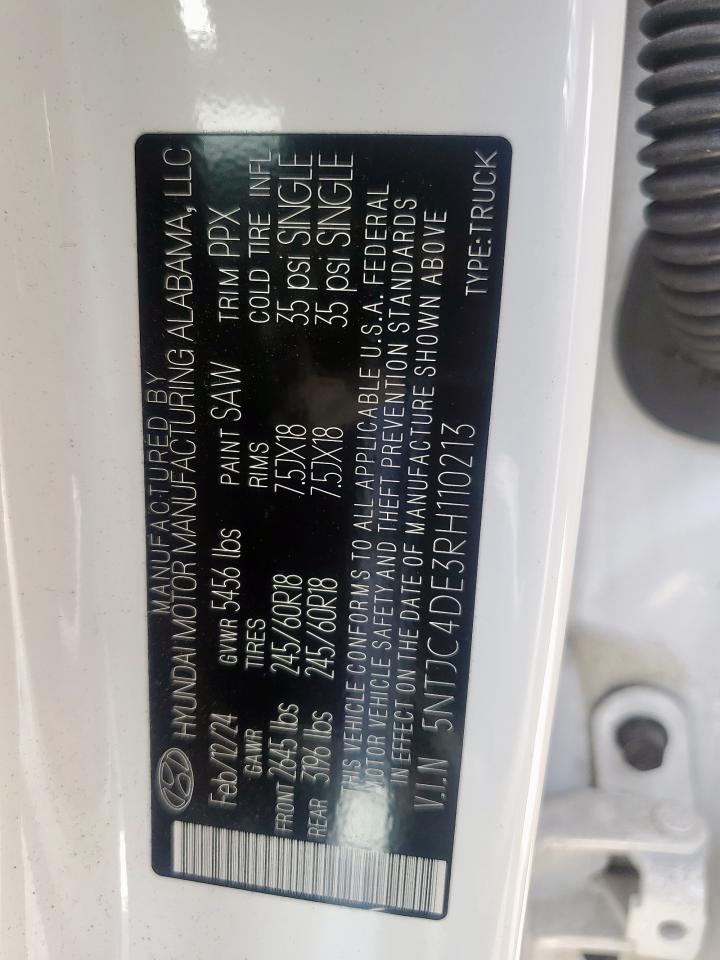 MANUFACTURED BY
HYUNDAI MOTOR MANUFACTURING ALABAMA, LLC
Feb/12/24 GVWR 5456 lbs PAINT SAW TRIM PPX
GAWR TIRES RIMS COLD TIRE INFL
FRONT 2645 lbs 245/60R18 7.5JX18 35 psi SINGLE
REAR 3196 lbs 245/60R18 7.5JX18 35 psi SINGLE
THIS VEHICLE CONFORMS TO ALL APPLICABLE U.S.A. FEDERAL
MOTOR VEHICLE SAFETY AND THEFT PREVENTION STANDARDS
IN EFFECT ON THE DATE OF MANUFACTURE SHOWN ABOVE
V.I.N 5NTJC4DE3RH110213 TYPE:TRUCK